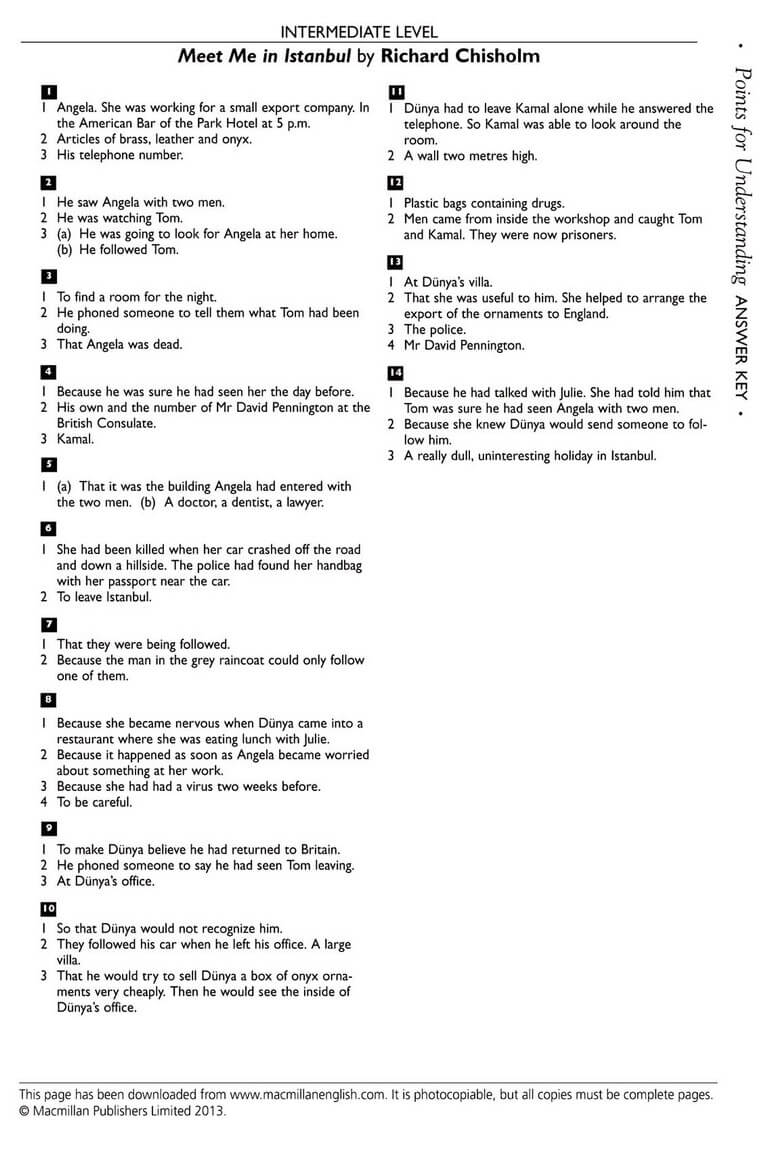 INTERMEDIATE LEVEL
Meet Me in Istanbul by Richard Chisholm
1
1 Angela. She was working for a small export company. In
the American Bar of the Park Hotel at 5 p.m.
2 Articles of brass, leather and onyx.
3 His telephone number.
2
1 He saw Angela with two men.
2 He was watching Tom.
3 (a) He was going to look for Angela at her home.
(b) He followed Tom.
3
1 To find a room for the night.
2 He phoned someone to tell them what Tom had been
doing.
3 That Angela was dead.
4
1 Because he was sure he had seen her the day before.
2 His own and the number of Mr David Pennington at the
British Consulate.
3 Kamal.
5
1 (a) That it was the building Angela had entered with
the two men. (b) A doctor, a dentist, a lawyer.
6
1 She had been killed when her car crashed off the road
and down a hillside. The police had found her handbag
with her passport near the car.
2 To leave Istanbul.
7
1 That they were being followed.
2 Because the man in the grey raincoat could only follow
one of them.
8
1 Because she became nervous when Dünya came into a
restaurant where she was eating lunch with Julie.
2 Because it happened as soon as Angela became worried
about something at her work.
3 Because she had had a virus two weeks before.
4 To be careful.
9
1 To make Dünya believe he had returned to Britain.
2 He phoned someone to say he had seen Tom leaving.
3 At Dünya's office.
10
1 So that Dünya would not recognize him.
2 They followed his car when he left his office. A large
villa.
3 That he would try to sell Dünya a box of onyx orna-
ments very cheaply. Then he would see the inside of
Dünya's office.
11
1 Dünya had to leave Kamal alone while he answered the
telephone. So Kamal was able to look around the
room.
2 A wall two metres high.
12
1 Plastic bags containing drugs.
2 Men came from inside the workshop and caught Tom
and Kamal. They were now prisoners.
13
1 At Dünya's villa.
2 That she was useful to him. She helped to arrange the
export of the ornaments to England.
3 The police.
4 Mr David Pennington.
14
1 Because he had talked with Julie. She had told him that
Tom was sure he had seen Angela with two men.
2 Because she knew Dünya would send someone to fol-
low him.
3 A really dull, uninteresting holiday in Istanbul.
• Points for Understanding ANSWER KEY •
This page has been downloaded from www.macmillanenglish.com. It is photocopiable, but all copies must be complete pages.
© Macmillan Publishers Limited 2013.